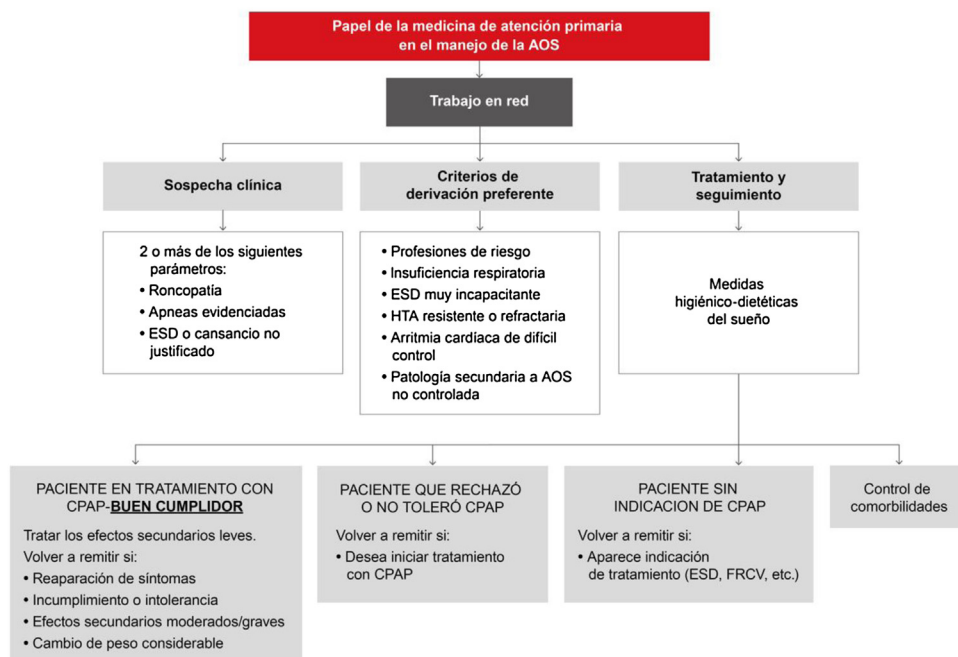 Papel de la medicina de atención primaria
en el manejo de la AOS
Trabajo en red
Sospecha clínica
2 o más de los siguientes
parámetros:
• Roncopatía
• Apneas evidenciadas
• ESD o cansancio no
justificado
Criterios de
derivación preferente
• Profesiones de riesgo
• Insuficiencia respiratoria
• ESD muy incapacitante
• HTA resistente o refractaria
• Arritmia cardíaca de difícil
control
• Patología secundaria a AOS
no controlada
Tratamiento y
seguimiento
Medidas
higiénico-dietéticas
del sueño
PACIENTE EN TRATAMIENTO CON
CPAP-BUEN CUMPLIDOR
Tratar los efectos secundarios leves.
Volver a remitir si:
• Reaparación de síntomas
• Incumplimiento o intolerancia
• Efectos secundarios moderados/graves
• Cambio de peso considerable
PACIENTE QUE RECHAZÓ
O NO TOLERÓ CPAP
Volver a remitir si:
• Desea iniciar tratamiento
con CPAP
PACIENTE SIN
INDICACION DE CPAP
Volver a remitir si:
• Aparece indicación
de tratamiento (ESD, FRCV, etc.)
Control de
comorbilidades